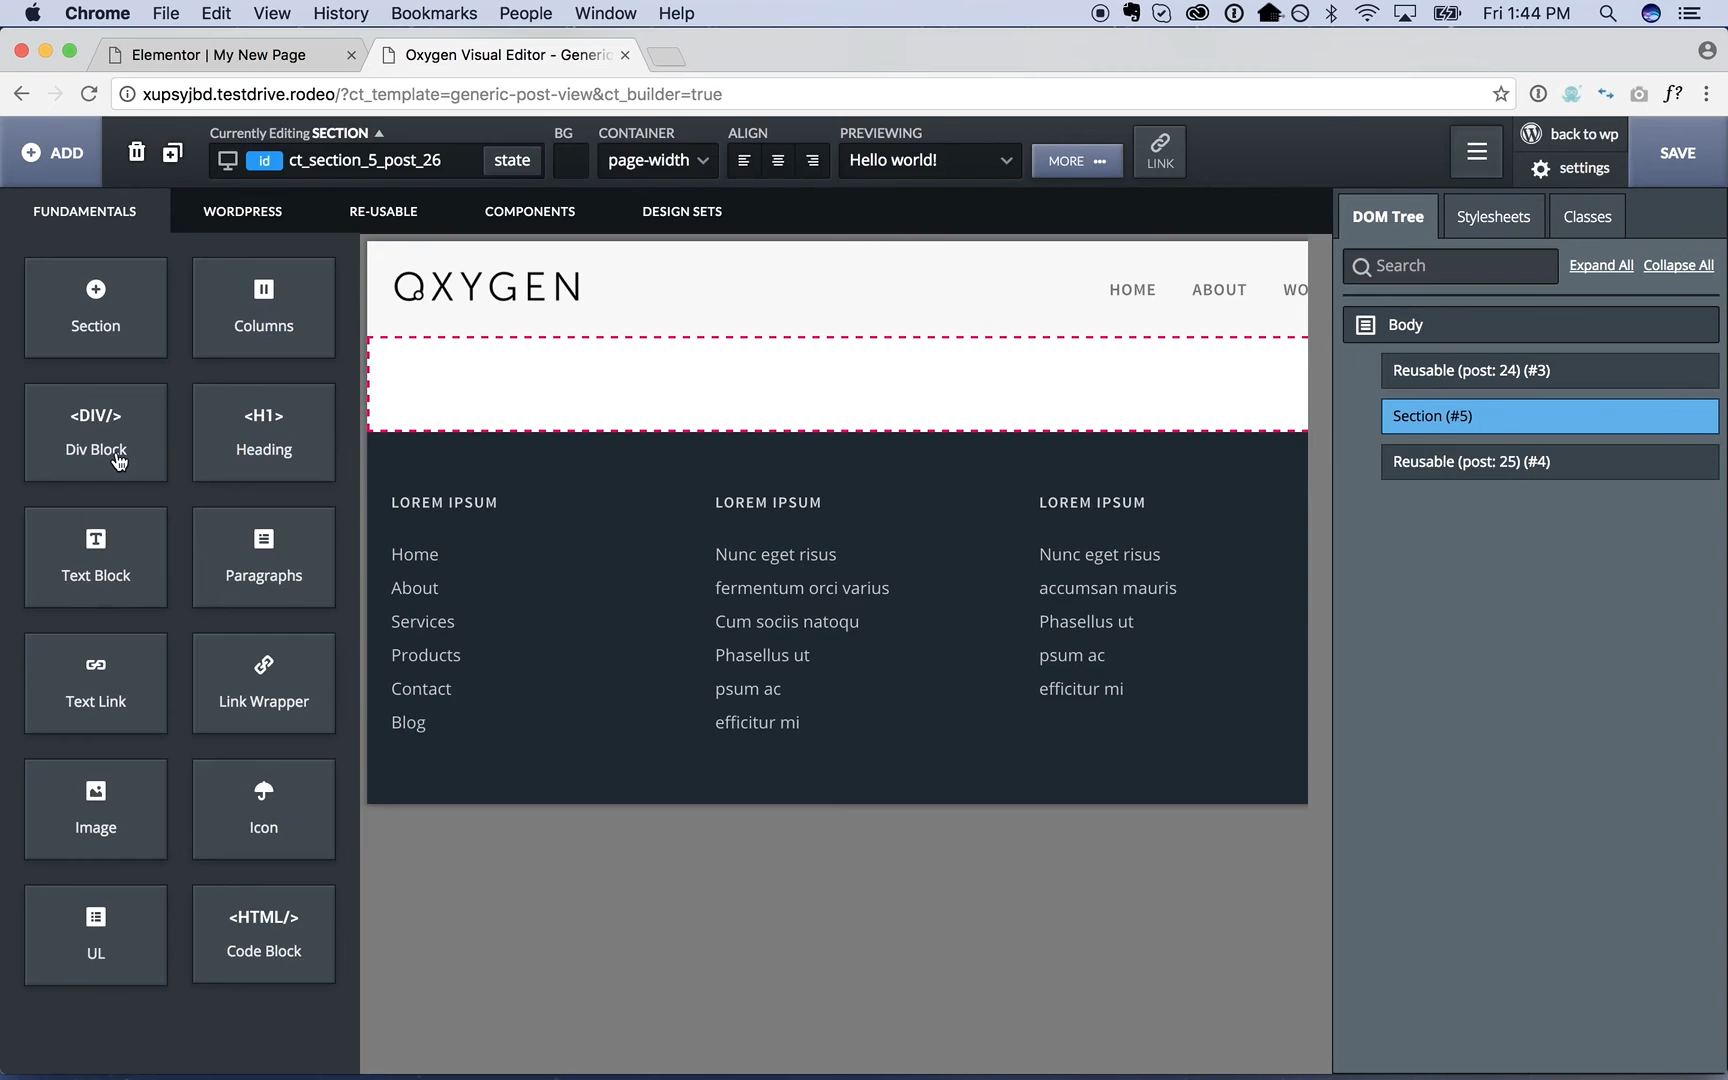 Chrome File Edit View History Bookmarks People Window Help Fri 1:44 PM
Elementor | My New Page
Oxygen Visual Editor - Generic
xupsyjbd.testdrive.rodeo/?ct_template=generic-post-view&ct_builder=true
f?
ADD
Currently Editing SECTION
id ct_section_5_post_26 state
BG
CONTAINER
page-width
ALIGN
PREVIEWING
Hello world!
MORE
LINK
back to wp
settings
SAVE
FUNDAMENTALS WORDPRESS RE-USABLE COMPONENTS DESIGN SETS
Section
Columns
<DIV/>
Div Block
<H1>
Heading
T
Text Block
Paragraphs
Text Link
Link Wrapper
Image
Icon
UL
<HTML/>
Code Block
OXYGEN
HOME ABOUT WO
LOREM IPSUM
Home
About
Services
Products
Contact
Blog
LOREM IPSUM
Nunc eget risus
fermentum orci varius
Cum sociis natoqu
Phasellus ut
psum ac
efficitur mi
LOREM IPSUM
Nunc eget risus
accumsan mauris
Phasellus ut
psum ac
efficitur mi
DOM Tree Stylesheets Classes
Search Expand All Collapse All
Body
Reusable (post: 24) (#3)
Section (#5)
Reusable (post: 25) (#4)